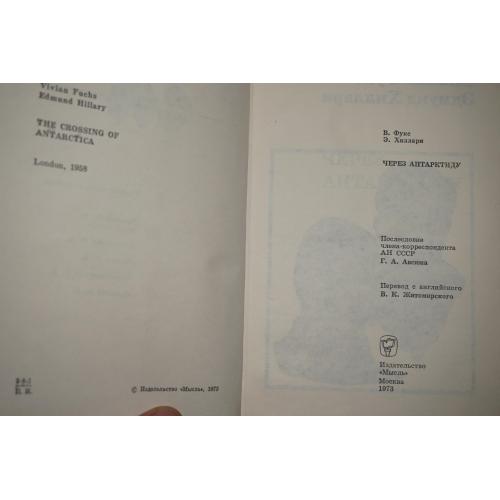 Vivian Fuchs
Edmund Hillary
THE CROSSING OF
ANTARCTICA
London, 1958
© Издательство «Мысль», 1973
В. Фукс
Э. Хиллари
ЧЕРЕЗ АНТАРКТИДУ
Послесловие
члена-корреспондента
АН СССР
Г. А. Авсюка
Перевод с английского
В. К. Житомирского
Издательство
«Мысль»
Москва
1973